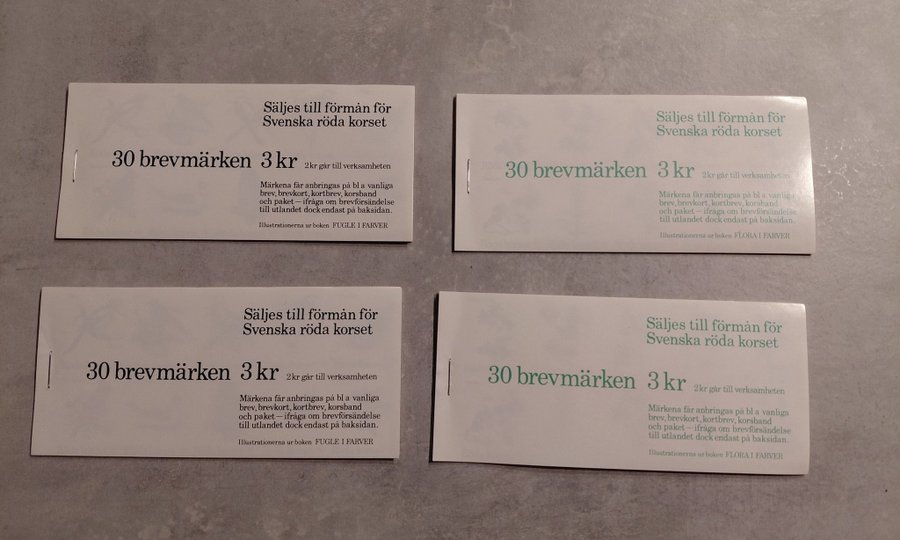 Säljes till förmån för
Svenska röda korset
30 brevmärken 3 kr 2 kr går till verksamheten
Märkena får anbringas på bl a vanliga
brev, brevkort, kortbrev, korsband
och paket — ifråga om brevförsändelse
till utlandet dock endast på baksidan.
Illustrationerna ur boken FUGLE I FARVER
Säljes till förmån för
Svenska röda korset
30 brevmärken 3 kr 2 kr går till verksamheten
Märkena får anbringas på bl a vanliga
brev, brevkort, kortbrev, korsband
och paket — ifråga om brevförsändelse
till utlandet dock endast på baksidan.
Illustrationerna ur boken FLORA I FARVER
Säljes till förmån för
Svenska röda korset
30 brevmärken 3 kr 2 kr går till verksamheten
Märkena får anbringas på bl a vanliga
brev, brevkort, kortbrev, korsband
och paket — ifråga om brevförsändelse
till utlandet dock endast på baksidan.
Illustrationerna ur boken FUGLE I FARVER
Säljes till förmån för
Svenska röda korset
30 brevmärken 3 kr 2 kr går till verksamheten
Märkena får anbringas på bl a vanliga
brev, brevkort, kortbrev, korsband
och paket — ifråga om brevförsändelse
till utlandet dock endast på baksidan.
Illustrationerna ur boken FLORA I FARVER